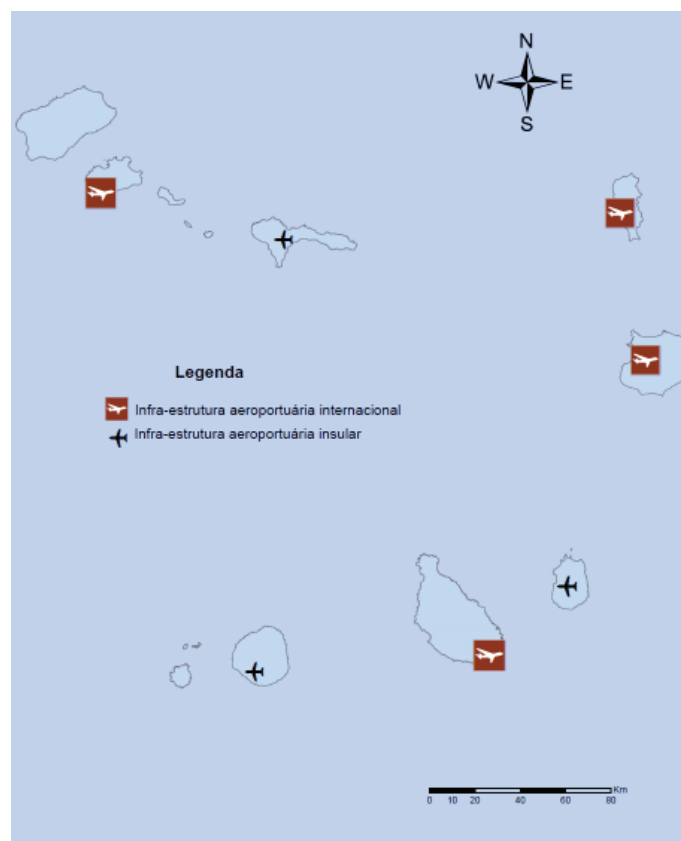 N
W E
S
Legenda
Infra-estrutura aeroportuária internacional
Infra-estrutura aeroportuária insular
Km
0 10 20 40 60 80